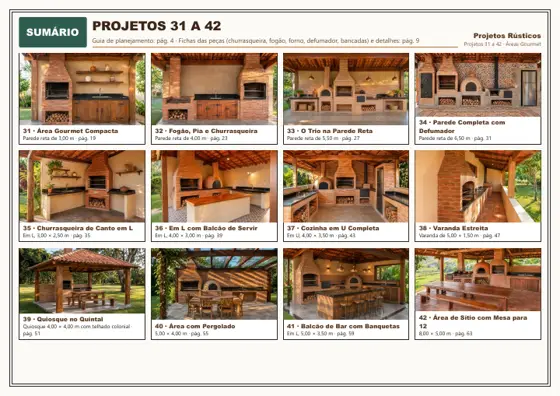 SUMÁRIO
PROJETOS 31 A 42
Guia de planejamento: pág. 4 · Fichas das peças (churrasqueira, fogão, forno, defumador, bancadas) e detalhes: pág. 9
Projetos Rústicos
Projetos 31 a 42 · Áreas Gourmet
31 · Área Gourmet Compacta
Parede reta de 3,00 m · pág. 19
32 · Fogão, Pia e Churrasqueira
Parede reta de 4,00 m · pág. 23
33 · O Trio na Parede Reta
Parede reta de 5,50 m · pág. 27
34 · Parede Completa com
Defumador
Parede reta de 6,50 m · pág. 31
35 · Churrasqueira de Canto em L
Em L, 3,00 × 2,50 m · pág. 35
36 · Em L com Balcão de Servir
Em L, 4,00 × 3,00 m · pág. 39
37 · Cozinha em U Completa
Em U, 4,00 × 3,50 m · pág. 43
38 · Varanda Estreita
Varanda de 5,00 × 1,50 m · pág. 47
39 · Quiosque no Quintal
Quiosque 4,00 × 4,00 m com telhado colonial ·
pág. 51
40 · Área com Pergolado
5,00 × 4,00 m · pág. 55
41 · Balcão de Bar com Banquetas
Em L, 5,00 × 3,50 m · pág. 59
42 · Área de Sítio com Mesa para
12
8,00 × 5,00 m · pág. 63